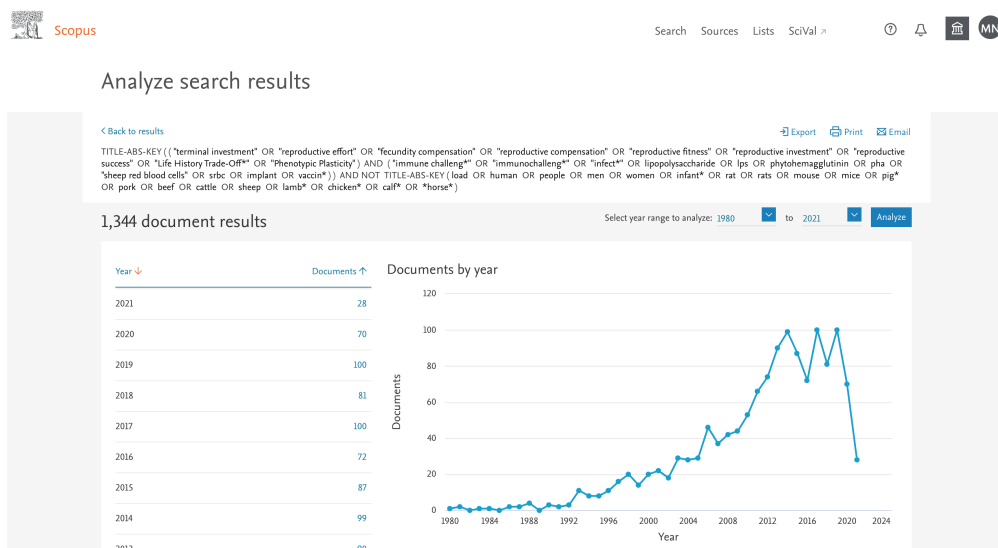 Scopus
Search Sources Lists SciVal ↗
MN
Analyze search results
Back to results
Export Print Email
TITLE-ABS-KEY ( ( "terminal investment" OR "reproductive effort" OR "fecundity compensation" OR "reproductive compensation" OR "reproductive fitness" OR "reproductive investment" OR "reproductive
success" OR "Life History Trade-Off*" OR "Phenotypic Plasticity" ) AND ( "immune challeng*" OR "immunochalleng*" OR "infect*" OR lipopolysaccharide OR lps OR phytohemagglutinin OR pha OR
"sheep red blood cells" OR srbc OR implant OR vaccin* ) ) AND NOT TITLE-ABS-KEY ( load OR human OR people OR men OR women OR infant* OR rat OR rats OR mouse OR mice OR pig*
OR pork OR beef OR cattle OR sheep OR lamb* OR chicken* OR calf* OR *horse* )
1,344 document results
Select year range to analyze: 1980 to 2021 Analyze
Year Documents
2021 28
2020 70
2019 100
2018 81
2017 100
2016 72
2015 87
2014 99
Documents by year
120
100
80
60
40
20
0
Documents
1980 1984 1988 1992 1996 2000 2004 2008 2012 2016 2020 2024
Year